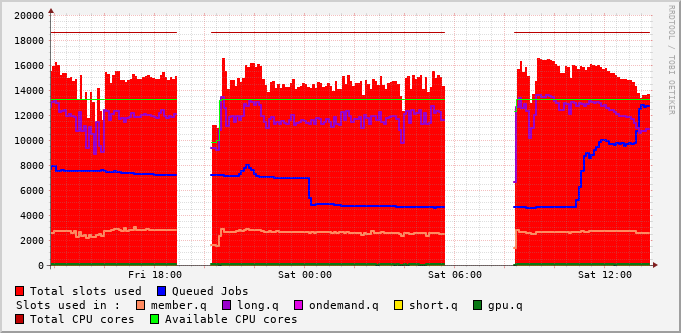 20000
18000
16000
14000
12000
10000
8000
6000
4000
2000
0
Fri 18:00 Sat 00:00 Sat 06:00 Sat 12:00
RRDTOOL / TOBI OETIKER
Total slots used Queued Jobs
Slots used in : member.q long.q ondemand.q short.q gpu.q
Total CPU cores Available CPU cores